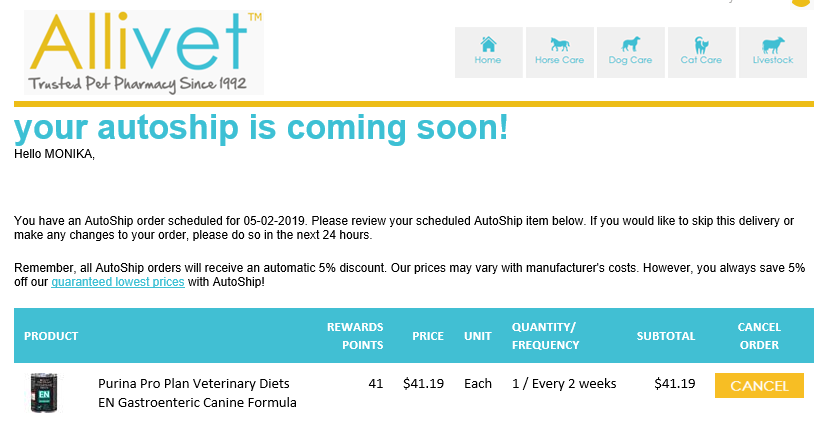 Allivet™
Trusted Pet Pharmacy Since 1992
Home
Horse Care
Dog Care
Cat Care
Livestock
your autoship is coming soon!
Hello MONIKA,
You have an AutoShip order scheduled for 05-02-2019. Please review your scheduled AutoShip item below. If you would like to skip this delivery or
make any changes to your order, please do so in the next 24 hours.
Remember, all AutoShip orders will receive an automatic 5% discount. Our prices may vary with manufacturer's costs. However, you always save 5%
off our guaranteed lowest prices with AutoShip!
PRODUCT
REWARDS
POINTS
PRICE
UNIT
QUANTITY/
FREQUENCY
SUBTOTAL
CANCEL
ORDER
EN
Purina Pro Plan Veterinary Diets
EN Gastroenteric Canine Formula
41
$41.19
Each
1 / Every 2 weeks
$41.19
CANCEL